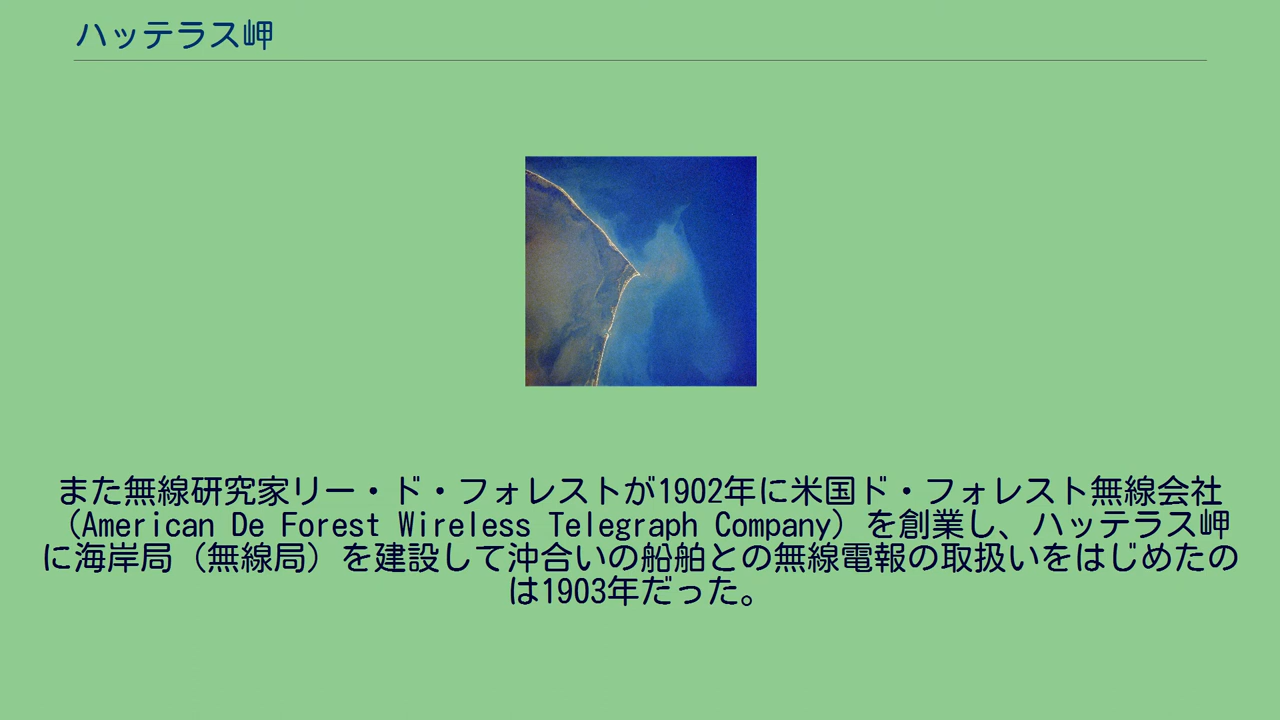 ハッテラス岬
また無線研究家リー・ド・フォレストが1902年に米国ド・フォレスト無線会社
（American De Forest Wireless Telegraph Company）を創業し、ハッテラス岬
に海岸局（無線局）を建設して沖合いの船舶との無線電報の取扱いをはじめたの
は1903年だった。